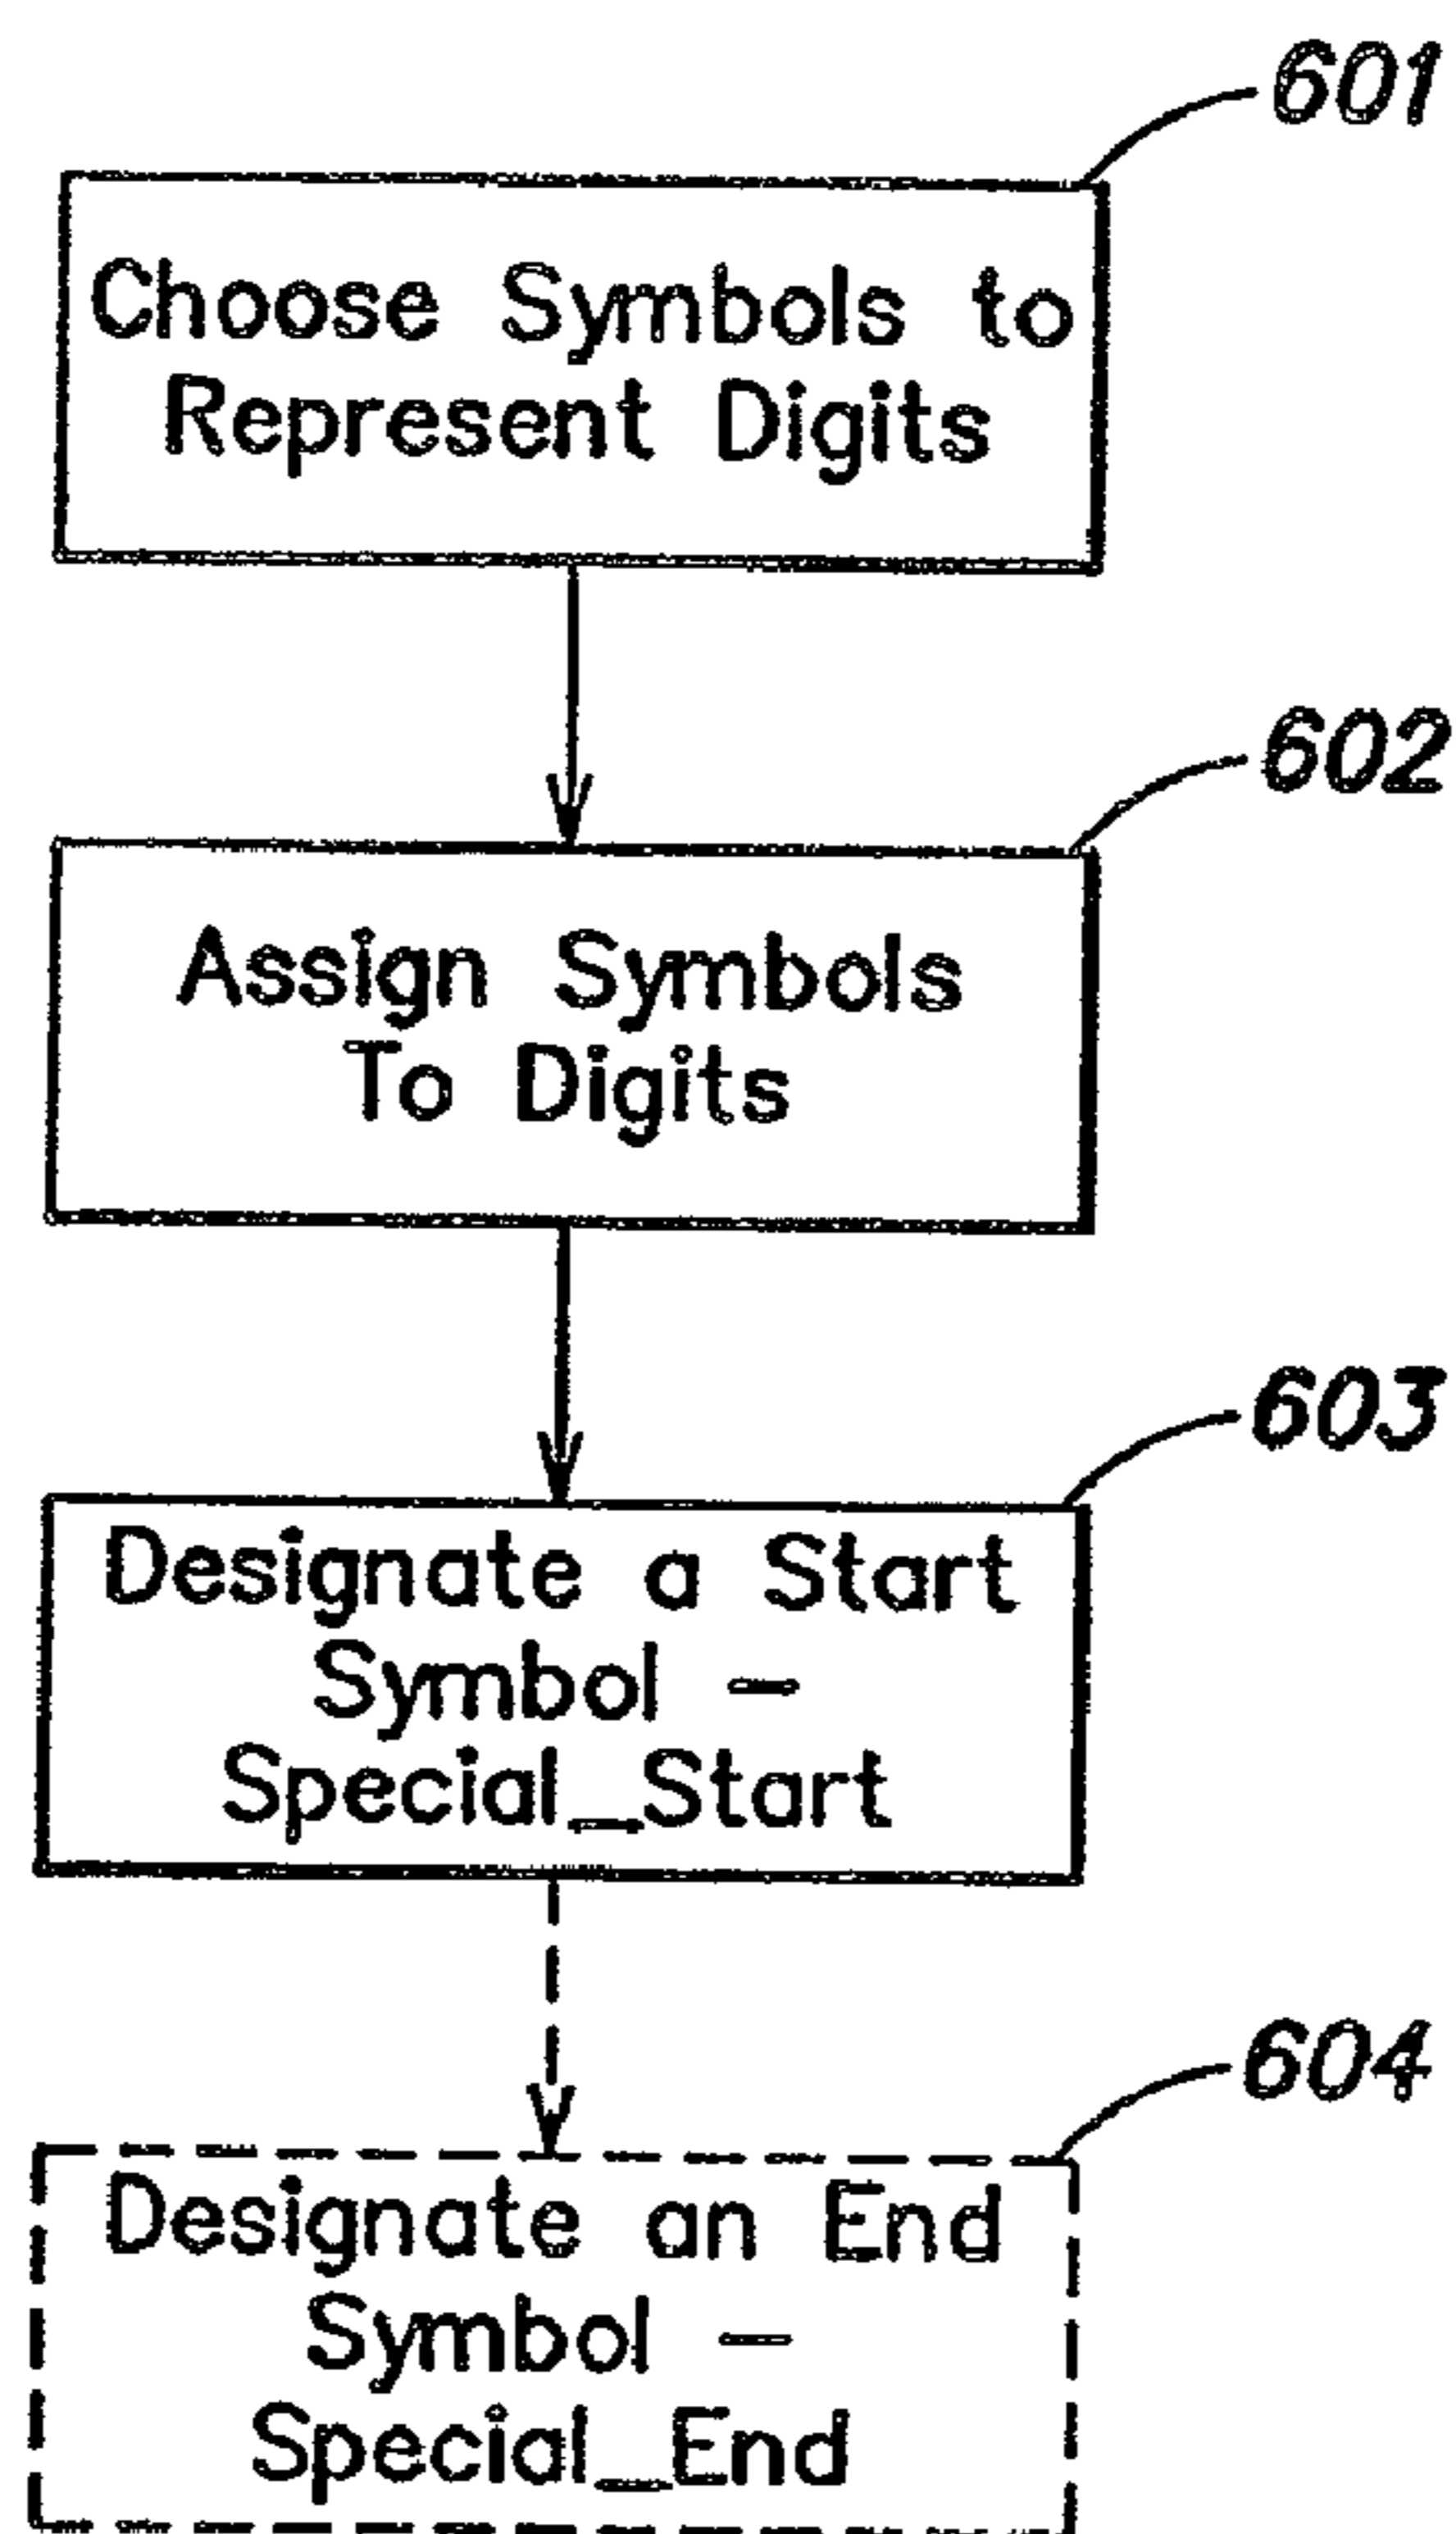 601
Choose Symbols to
Represent Digits
602
Assign Symbols
To Digits
603
Designate a Start
Symbol -
Special_Start
604
Designate an End
Symbol -
Special_End